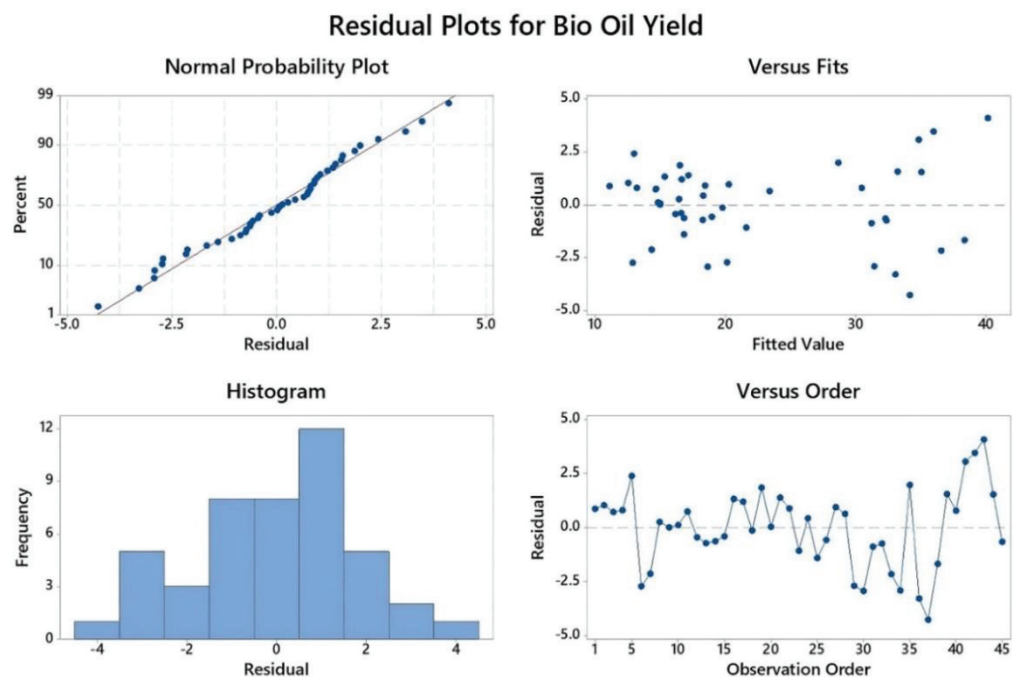 Residual Plots for Bio Oil Yield
Normal Probability Plot
99
90
50
10
1
Percent
-5.0 -2.5 0.0 2.5 5.0
Residual
Versus Fits
5.0
2.5
0.0
-2.5
-5.0
Residual
10 20 30 40
Fitted Value
Histogram
12
9
6
3
0
Frequency
-4 -2 0 2 4
Residual
Versus Order
5.0
2.5
0.0
-2.5
-5.0
Residual
1 5 10 15 20 25 30 35 40 45
Observation Order